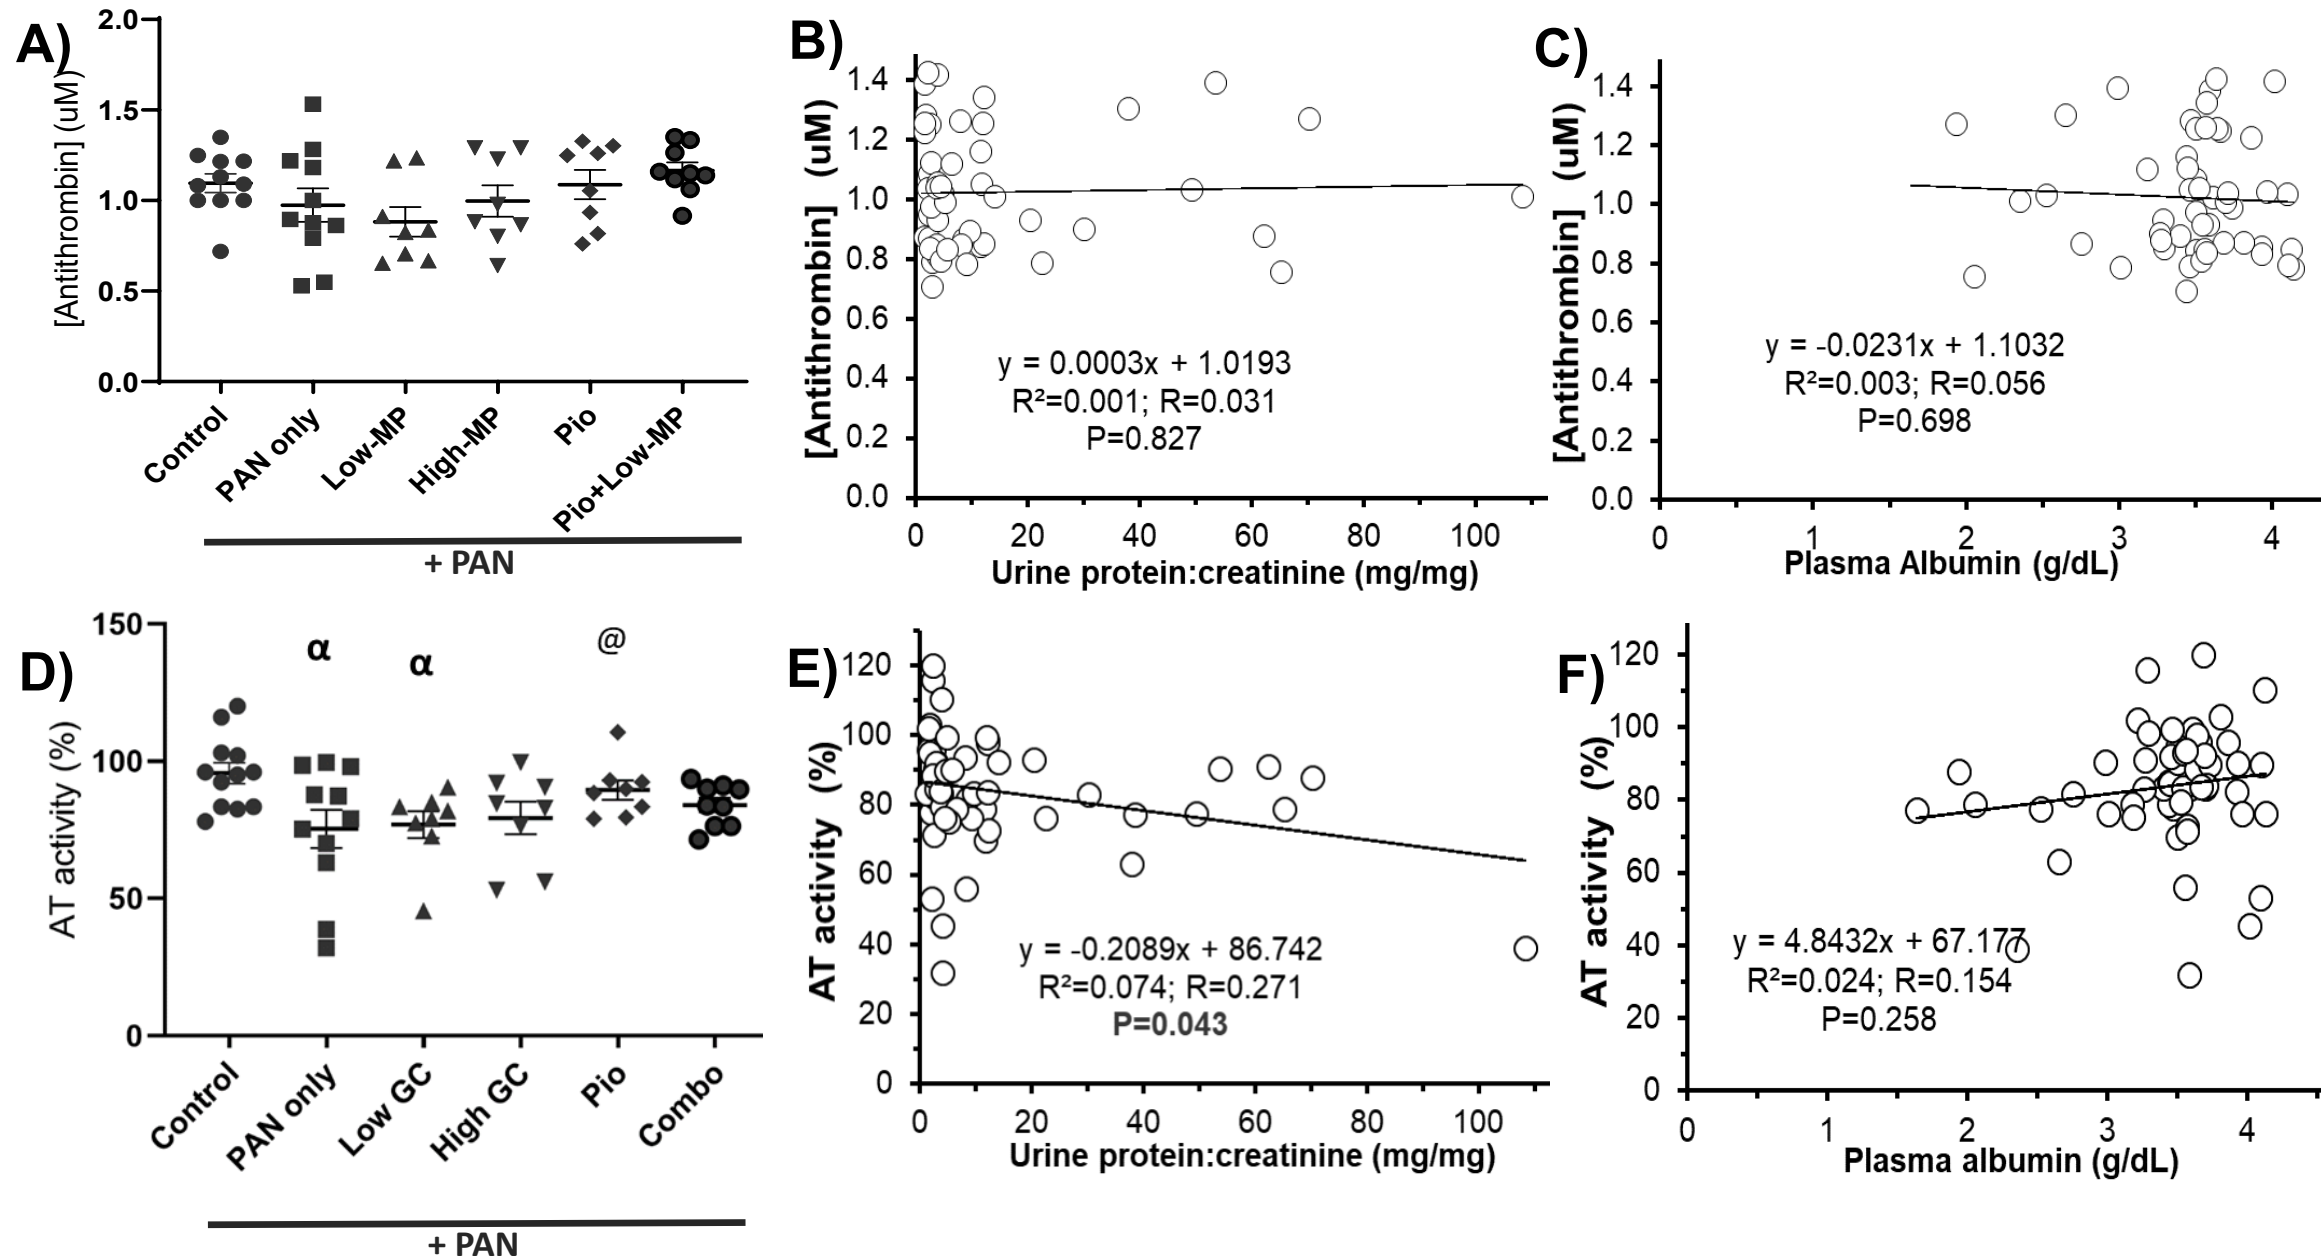 A)
[Antithrombin] (uM)
2.0
1.5
1.0
0.5
0.0
Control
PAN only
Low-MP
High-MP
Pio
Pio+Low-MP
+ PAN
B)
[Antithrombin] (uM)
1.4
1.2
1.0
0.8
0.6
0.4
0.2
0.0
y = 0.0003x + 1.0193
R²=0.001; R=0.031
P=0.827
0 20 40 60 80 100
Urine protein:creatinine (mg/mg)
C)
[Antithrombin] (uM)
1.4
1.2
1.0
0.8
0.6
0.4
0.2
0.0
y = -0.0231x + 1.1032
R²=0.003; R=0.056
P=0.698
0 1 2 3 4
Plasma Albumin (g/dL)
D)
AT activity (%)
150
100
50
0
α
α
@
Control
PAN only
Low GC
High GC
Pio
Combo
+ PAN
E)
AT activity (%)
120
100
80
60
40
20
0
y = -0.2089x + 86.742
R²=0.074; R=0.271
P=0.043
0 20 40 60 80 100
Urine protein:creatinine (mg/mg)
F)
AT activity (%)
120
100
80
60
40
20
0
y = 4.8432x + 67.177
R²=0.024; R=0.154
P=0.258
0 1 2 3 4
Plasma albumin (g/dL)